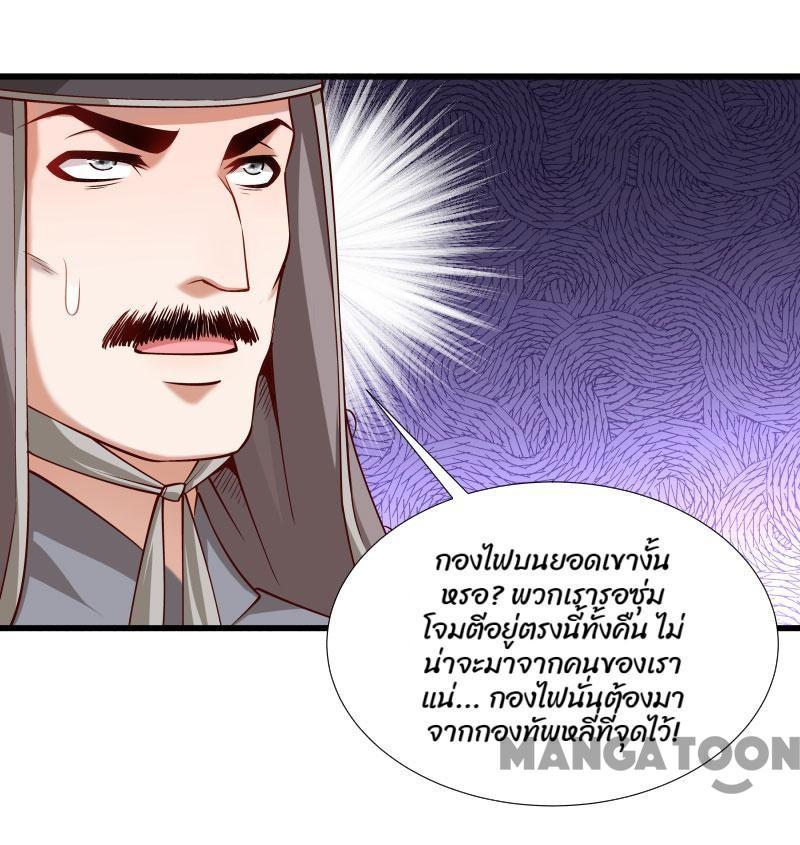 กองไฟบนยอดเขางั้น
หรอ? พวกเรารอซุ่ม
โจมตีอยู่ตรงนี้ทั้งคืน ไม่
น่าจะมาจากคนของเรา
แน่... กองไฟนั่นต้องมา
จากกองทัพหลี่ที่จุดไว้!
MANGATOON